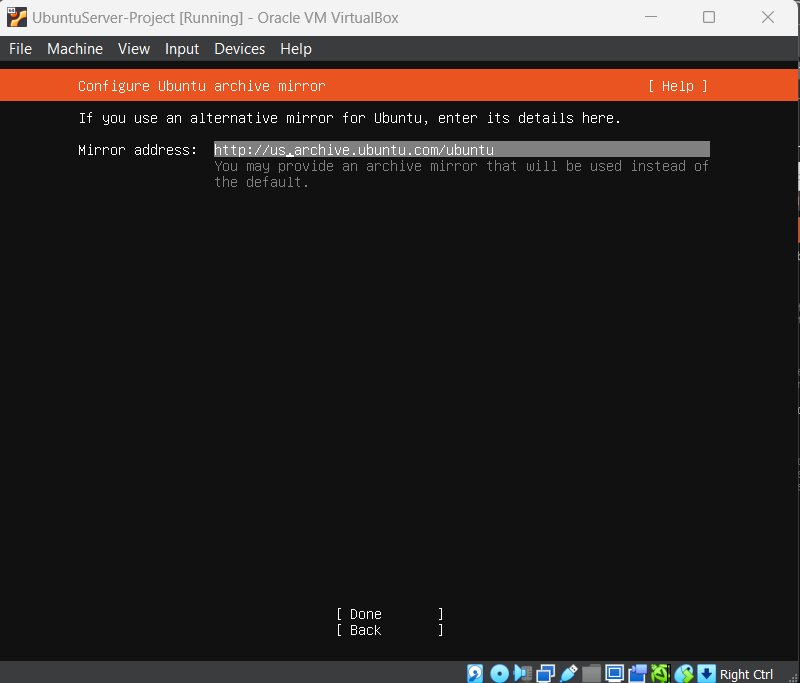 UbuntuServer-Project [Running] - Oracle VM VirtualBox
File Machine View Input Devices Help
Configure Ubuntu archive mirror [ Help ]
If you use an alternative mirror for Ubuntu, enter its details here.
Mirror address: http://us.archive.ubuntu.com/ubuntu
You may provide an archive mirror that will be used instead of
the default.
[ Done ]
[ Back ]
Right Ctrl